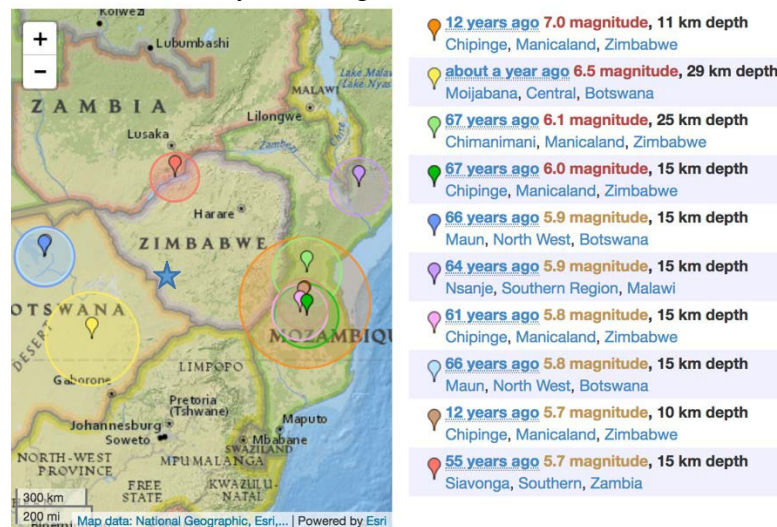 Kolwezi
Lubumbashi
+
−
ZAMBIA
MALAWI
Lake Malawi
Lake Nyas
Lilongwe
Lusaka
Zambezi
Shire
Harare
ZIMBABWE
OTSWANA
DESERT
MOZAMBIQU
Gaborone
LIMPOPO
Pretoria
(Tshwane)
Johannesburg
Soweto
Maputo
Mbabane
SWAZILAND
NORTH-WEST
PROVINCE
MPUMALANGA
FREE
STATE
KWAZULU-
NATAL
300 km
200 mi
Map data: National Geographic, Esri,... | Powered by Esri
12 years ago 7.0 magnitude, 11 km depth
Chipinge, Manicaland, Zimbabwe
about a year ago 6.5 magnitude, 29 km depth
Moijabana, Central, Botswana
67 years ago 6.1 magnitude, 25 km depth
Chimanimani, Manicaland, Zimbabwe
67 years ago 6.0 magnitude, 15 km depth
Chipinge, Manicaland, Zimbabwe
66 years ago 5.9 magnitude, 15 km depth
Maun, North West, Botswana
64 years ago 5.9 magnitude, 15 km depth
Nsanje, Southern Region, Malawi
61 years ago 5.8 magnitude, 15 km depth
Chipinge, Manicaland, Zimbabwe
66 years ago 5.8 magnitude, 15 km depth
Maun, North West, Botswana
12 years ago 5.7 magnitude, 10 km depth
Chipinge, Manicaland, Zimbabwe
55 years ago 5.7 magnitude, 15 km depth
Siavonga, Southern, Zambia